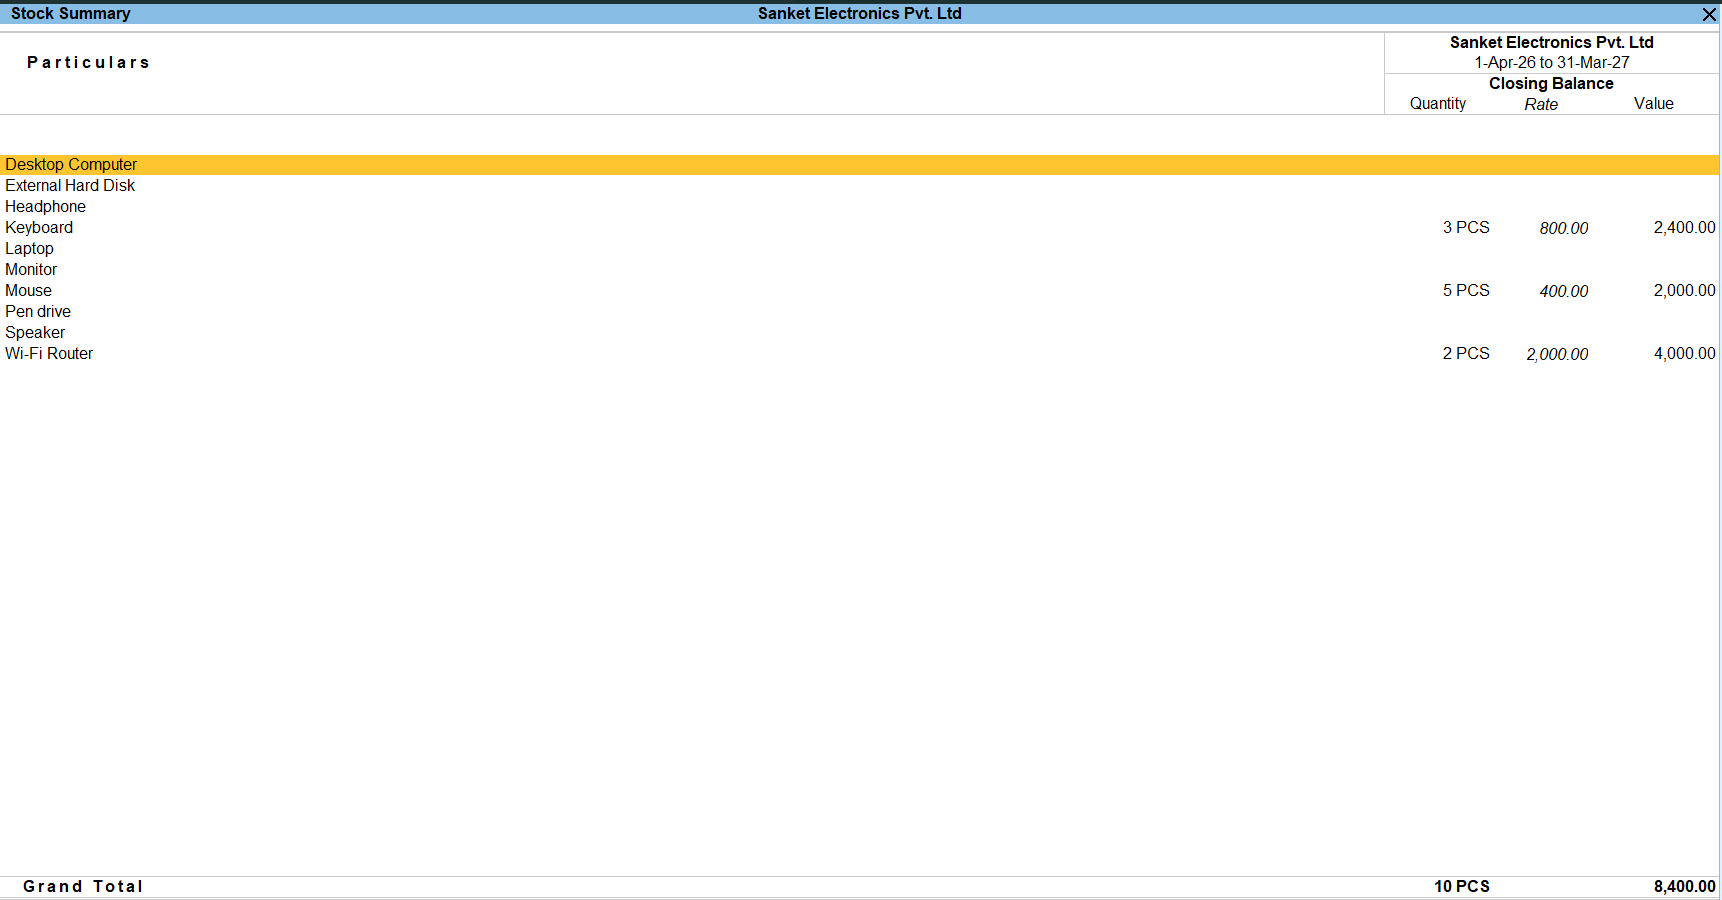 Stock Summary Sanket Electronics Pvt. Ltd
Particulars
Sanket Electronics Pvt. Ltd
1-Apr-26 to 31-Mar-27
Closing Balance
Quantity Rate Value
Desktop Computer
External Hard Disk
Headphone
Keyboard 3 PCS 800.00 2,400.00
Laptop
Monitor
Mouse 5 PCS 400.00 2,000.00
Pen drive
Speaker
Wi-Fi Router 2 PCS 2,000.00 4,000.00
Grand Total 10 PCS 8,400.00